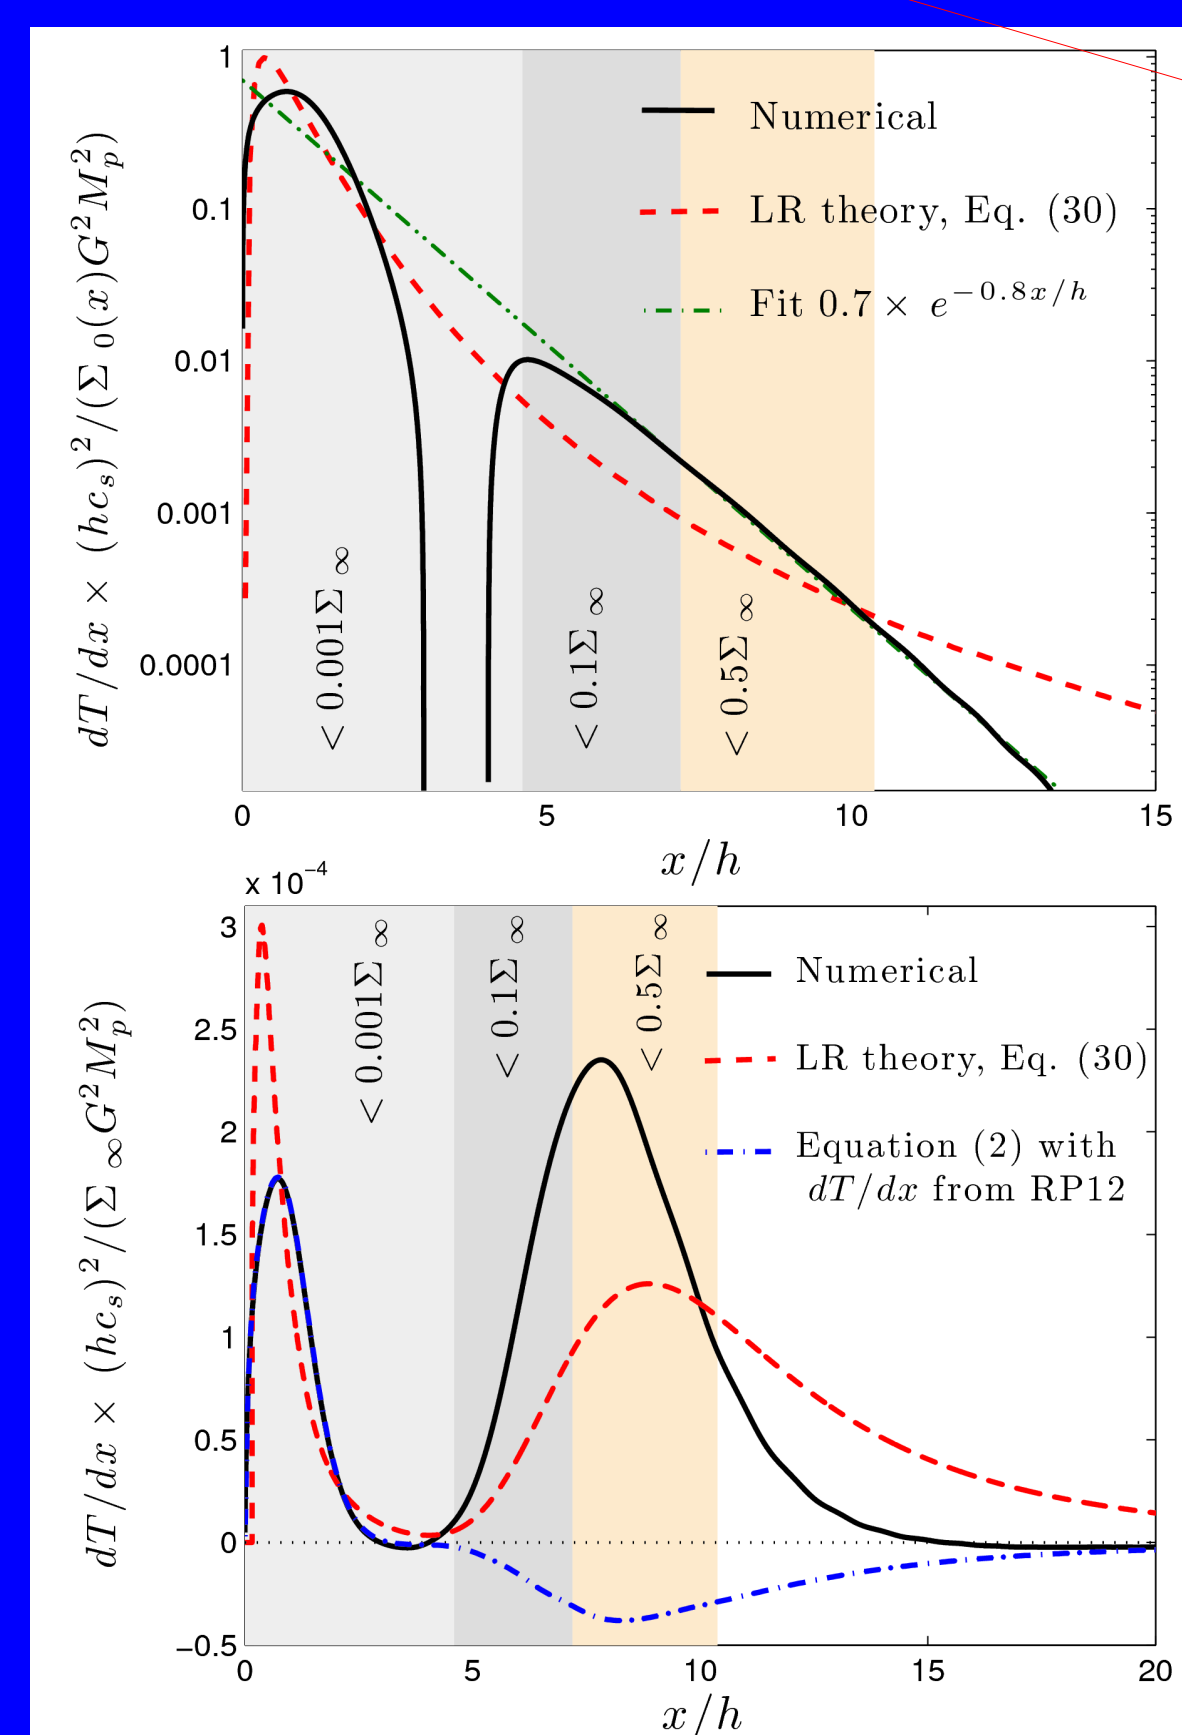 1
0.1
0.01
0.001
0.0001
dT/dx × (hc_s)^2/(Σ_0(x)G^2M_p^2)
Numerical
LR theory, Eq. (30)
Fit 0.7 × e^{−0.8x/h}
< 0.001Σ_∞
< 0.1Σ_∞
< 0.5Σ_∞
0 5 10 15
x/h
x 10^{−4}
3
2.5
2
1.5
1
0.5
0
−0.5
dT/dx × (hc_s)^2/(Σ_∞G^2M_p^2)
< 0.001Σ_∞
< 0.1Σ_∞
< 0.5Σ_∞
Numerical
LR theory, Eq. (30)
Equation (2) with
dT/dx from RP12
0 5 10 15 20
x/h